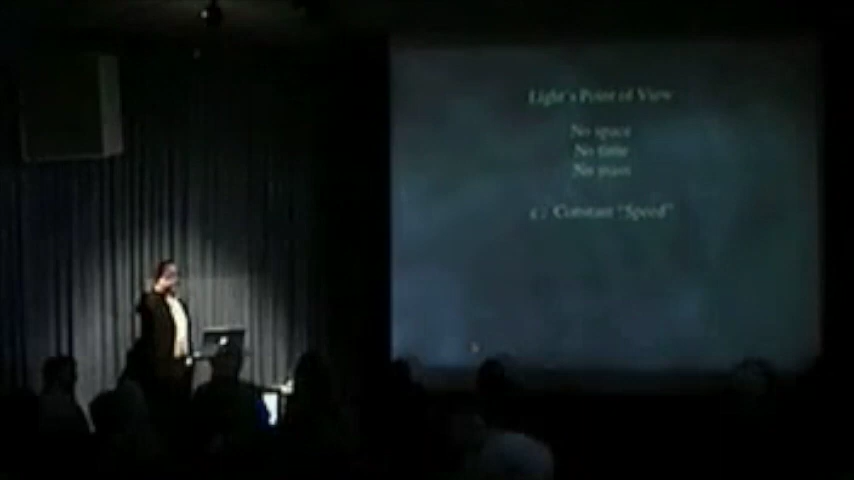 Light's Point of View
No space
No time
No mass
c: Constant "Speed"